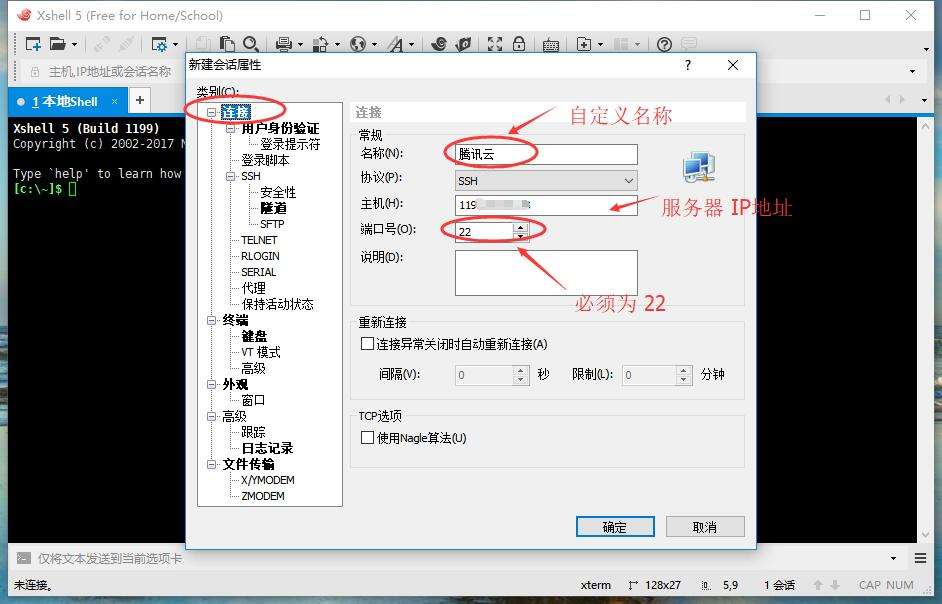 Xshell 5 (Free for Home/School)
主机,IP地址或会话名称
1 本地Shell
Xshell 5 (Build 1199)
Copyright (c) 2002-2017 N
Type `help' to learn how
[c:\~]$
新建会话属性
类别(C):
连接
用户身份验证
登录提示符
登录脚本
SSH
安全性
隧道
SFTP
TELNET
RLOGIN
SERIAL
代理
保持活动状态
终端
键盘
VT 模式
高级
外观
窗口
高级
跟踪
日志记录
文件传输
X/YMODEM
ZMODEM
连接
常规
自定义名称
名称(N):
腾讯云
协议(P):
SSH
主机(H):
119
服务器 IP地址
端口号(O):
22
说明(D):
必须为 22
重新连接
连接异常关闭时自动重新连接(A)
间隔(V): 0 秒 限制(L): 0 分钟
TCP选项
使用Nagle算法(U)
确定 取消
仅将文本发送到当前选项卡
未连接。 xterm 128x27 5,9 1 会话 CAP NUM